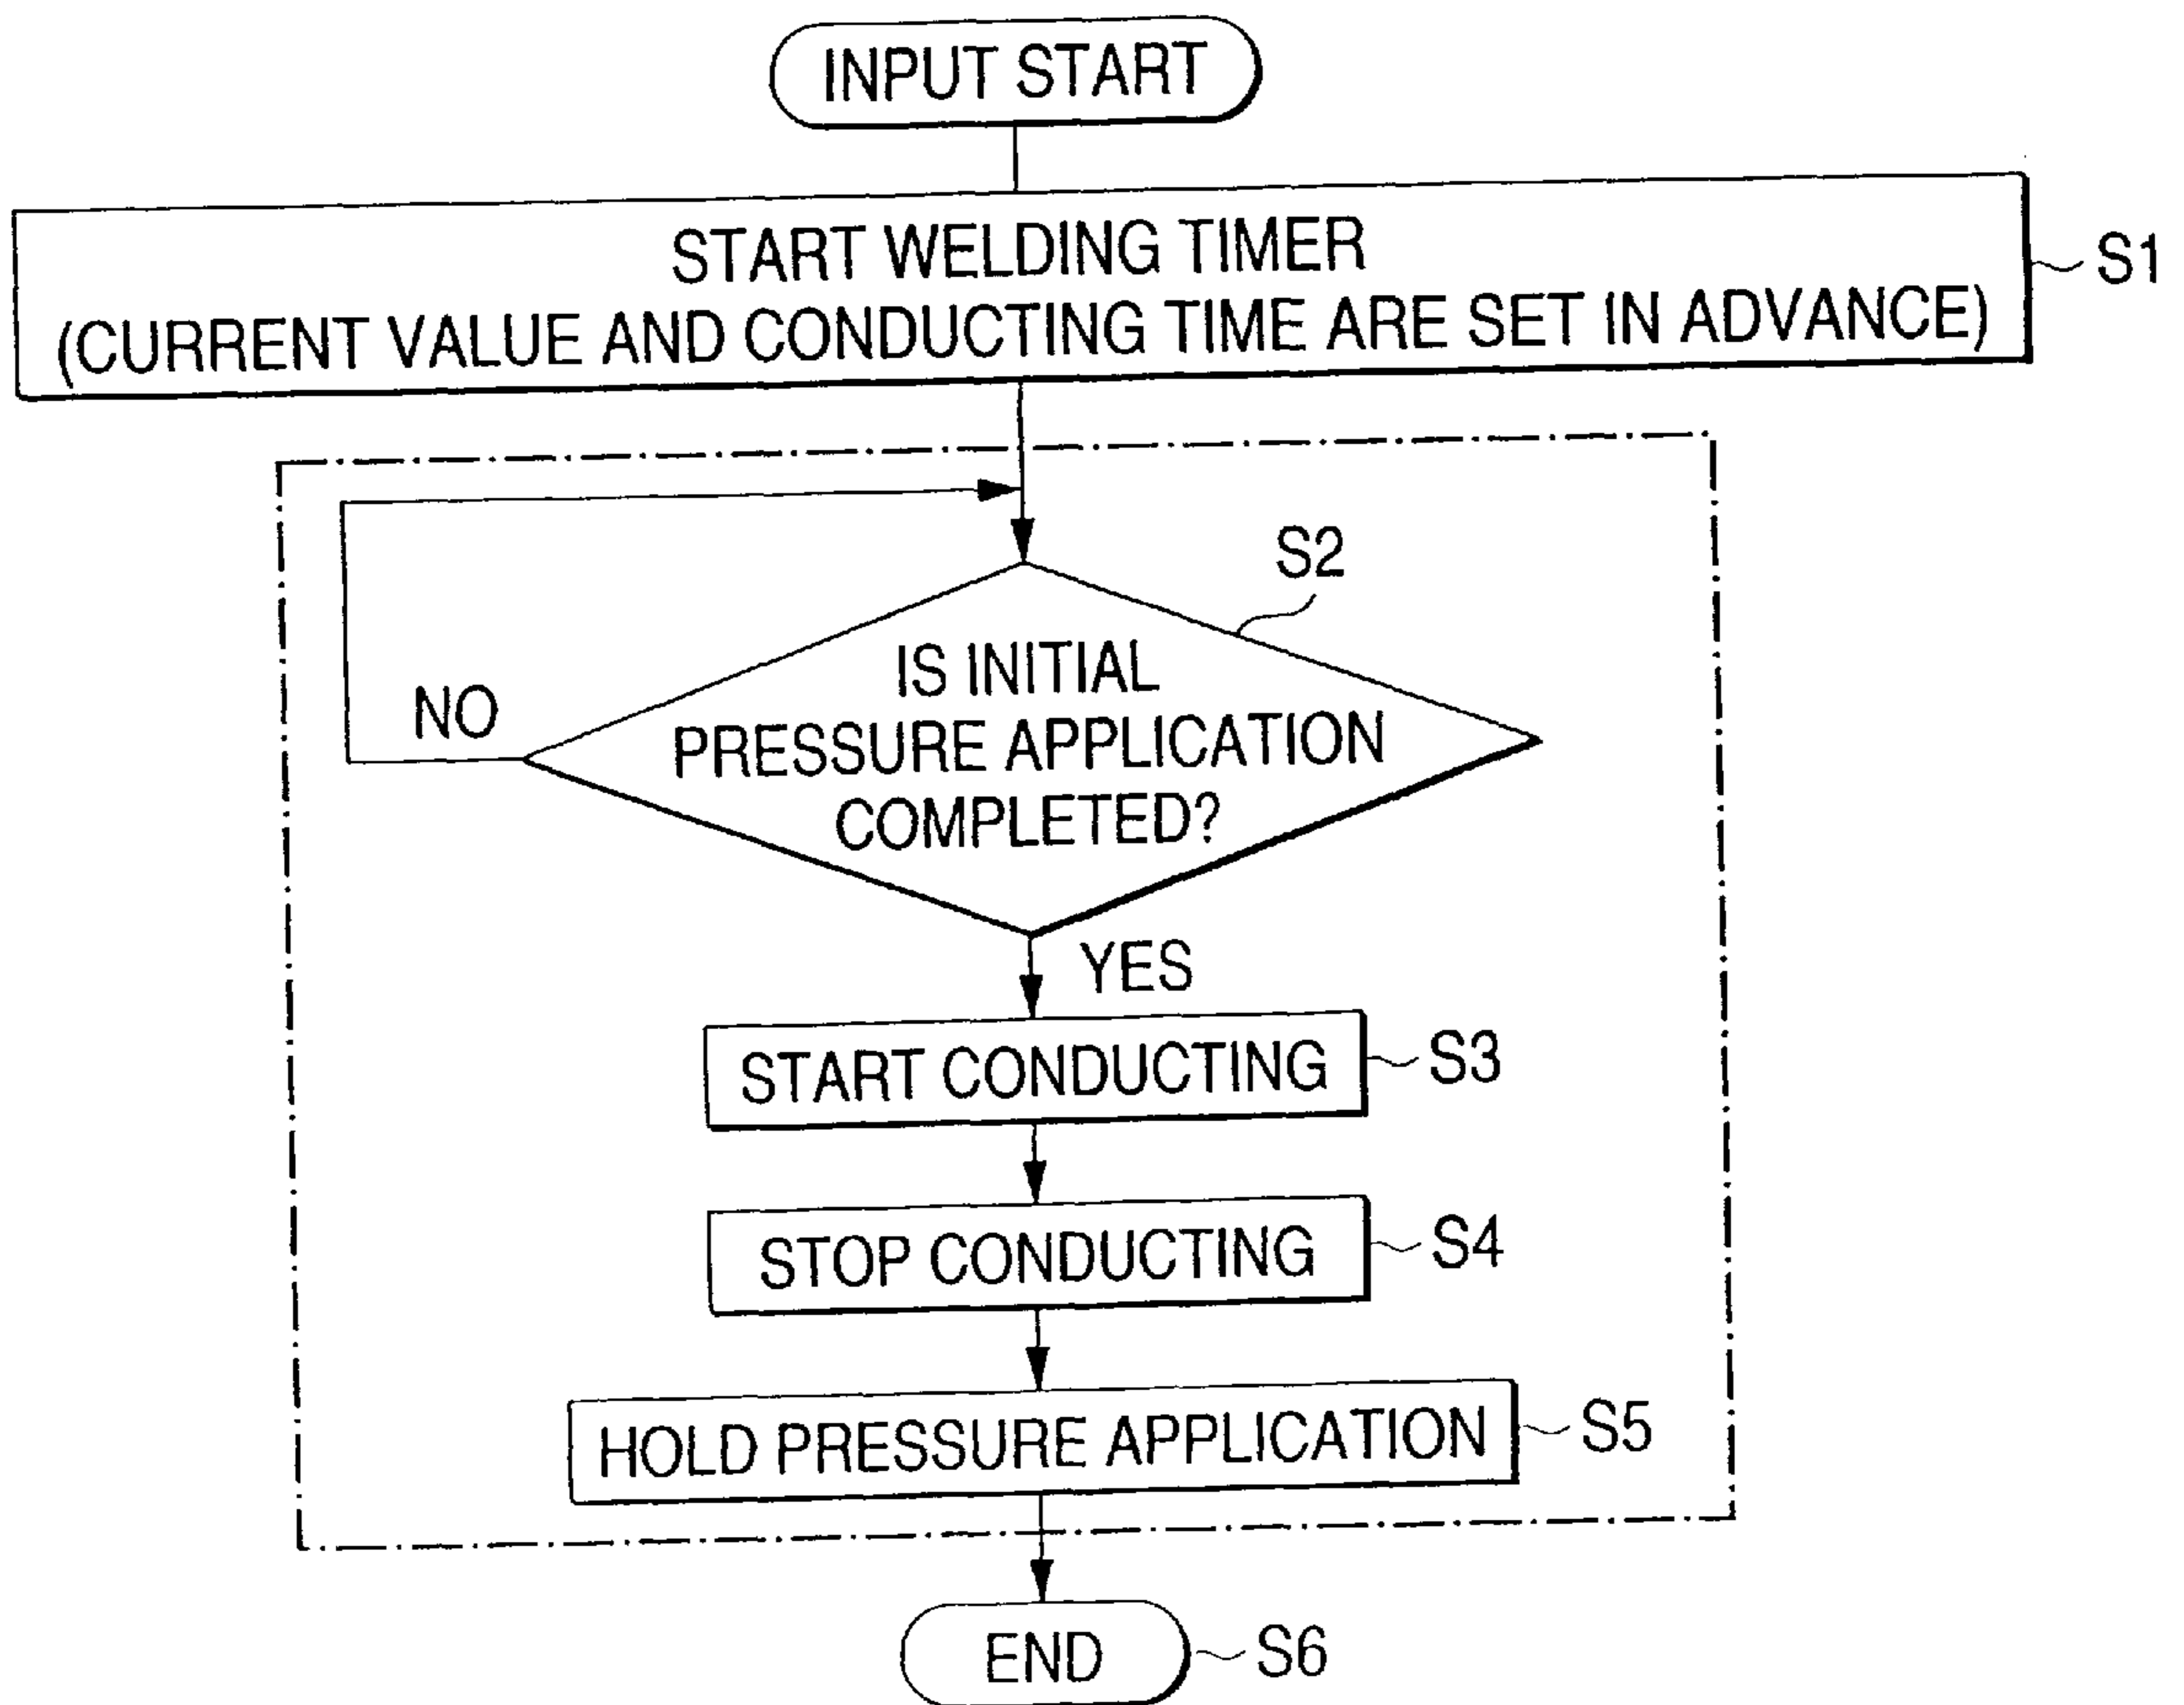 INPUT START
START WELDING TIMER
(CURRENT VALUE AND CONDUCTING TIME ARE SET IN ADVANCE)
S1
S2
IS INITIAL
PRESSURE APPLICATION
COMPLETED?
NO
YES
START CONDUCTING
S3
STOP CONDUCTING
S4
HOLD PRESSURE APPLICATION
S5
END
S6